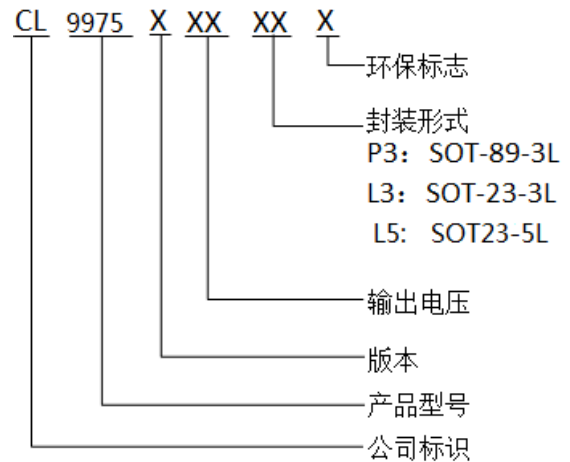 CL 9975 X XX XX X
环保标志
封装形式
P3：SOT-89-3L
L3：SOT-23-3L
L5: SOT23-5L
输出电压
版本
产品型号
公司标识